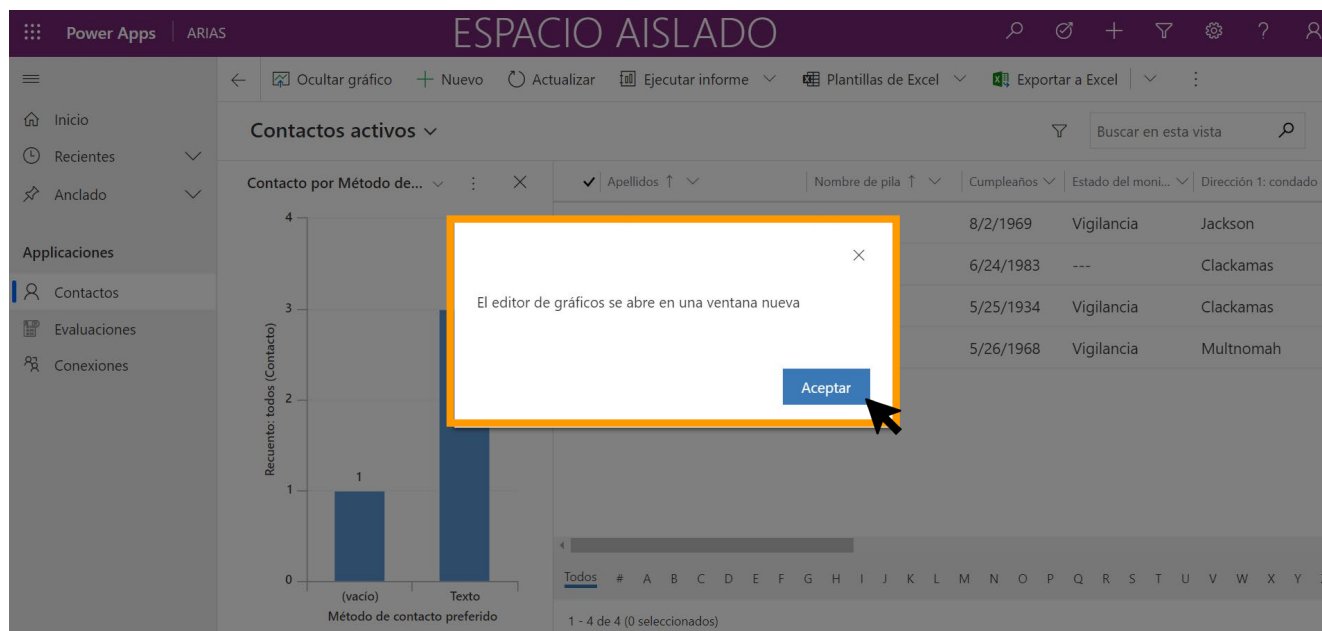 Power Apps ARIAS ESPACIO AISLADO
Ocultar gráfico Nuevo Actualizar Ejecutar informe Plantillas de Excel Exportar a Excel
Inicio
Recientes
Anclado
Applicaciones
Contactos
Evaluaciones
Conexiones
Contactos activos
Buscar en esta vista
Contacto por Método de...
4
3
2
1
0
1
Recuento: todos (Contacto)
(vacío) Texto
Método de contacto preferido
Apellidos ↑ Nombre de pila ↑ Cumpleaños Estado del moni... Dirección 1: condado
8/2/1969 Vigilancia Jackson
6/24/1983 --- Clackamas
5/25/1934 Vigilancia Clackamas
5/26/1968 Vigilancia Multnomah
El editor de gráficos se abre en una ventana nueva
Aceptar
Todos # A B C D E F G H I J K L M N O P Q R S T U V W X Y
1 - 4 de 4 (0 seleccionados)